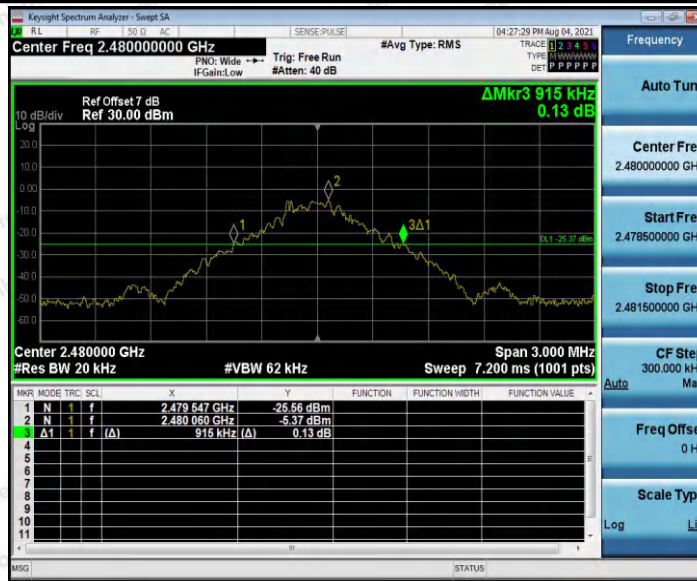 Keysight Spectrum Analyzer - Swept SA
RL RF 50 Ω AC SENSE:PULSE 04:27:29 PM Aug 04, 2021
Center Freq 2.480000000 GHz
#Avg Type: RMS
TRACE 1 2 3 4 5 6
PNO: Wide Trig: Free Run
TYPE M WWWWW
IFGain:Low #Atten: 40 dB
DET P P P P P P
ΔMkr3 915 kHz
0.13 dB
Ref Offset 7 dB
10 dB/div Ref 30.00 dBm
Log
20.0
10.0
0.00
-10.0
-20.0
-30.0
-40.0
-50.0
-60.0
1
2
3Δ1
DL1 -25.37 dBm
Center 2.480000 GHz Span 3.000 MHz
#Res BW 20 kHz #VBW 62 kHz Sweep 7.200 ms (1001 pts)
MKR MODE TRC SCL X Y FUNCTION FUNCTION WIDTH FUNCTION VALUE
1 N 1 f 2.479 547 GHz -25.56 dBm
2 N 1 f 2.480 060 GHz -5.37 dBm
3 Δ1 1 f (Δ) 915 kHz (Δ) 0.13 dB
4
5
6
7
8
9
10
11
MSG STATUS
Frequency
Auto Tun
Center Fre
2.480000000 GH
Start Fre
2.478500000 GH
Stop Fre
2.481500000 GH
CF Ste
300.000 kH
Auto Ma
Freq Offse
0 H
Scale Typ
Log Li